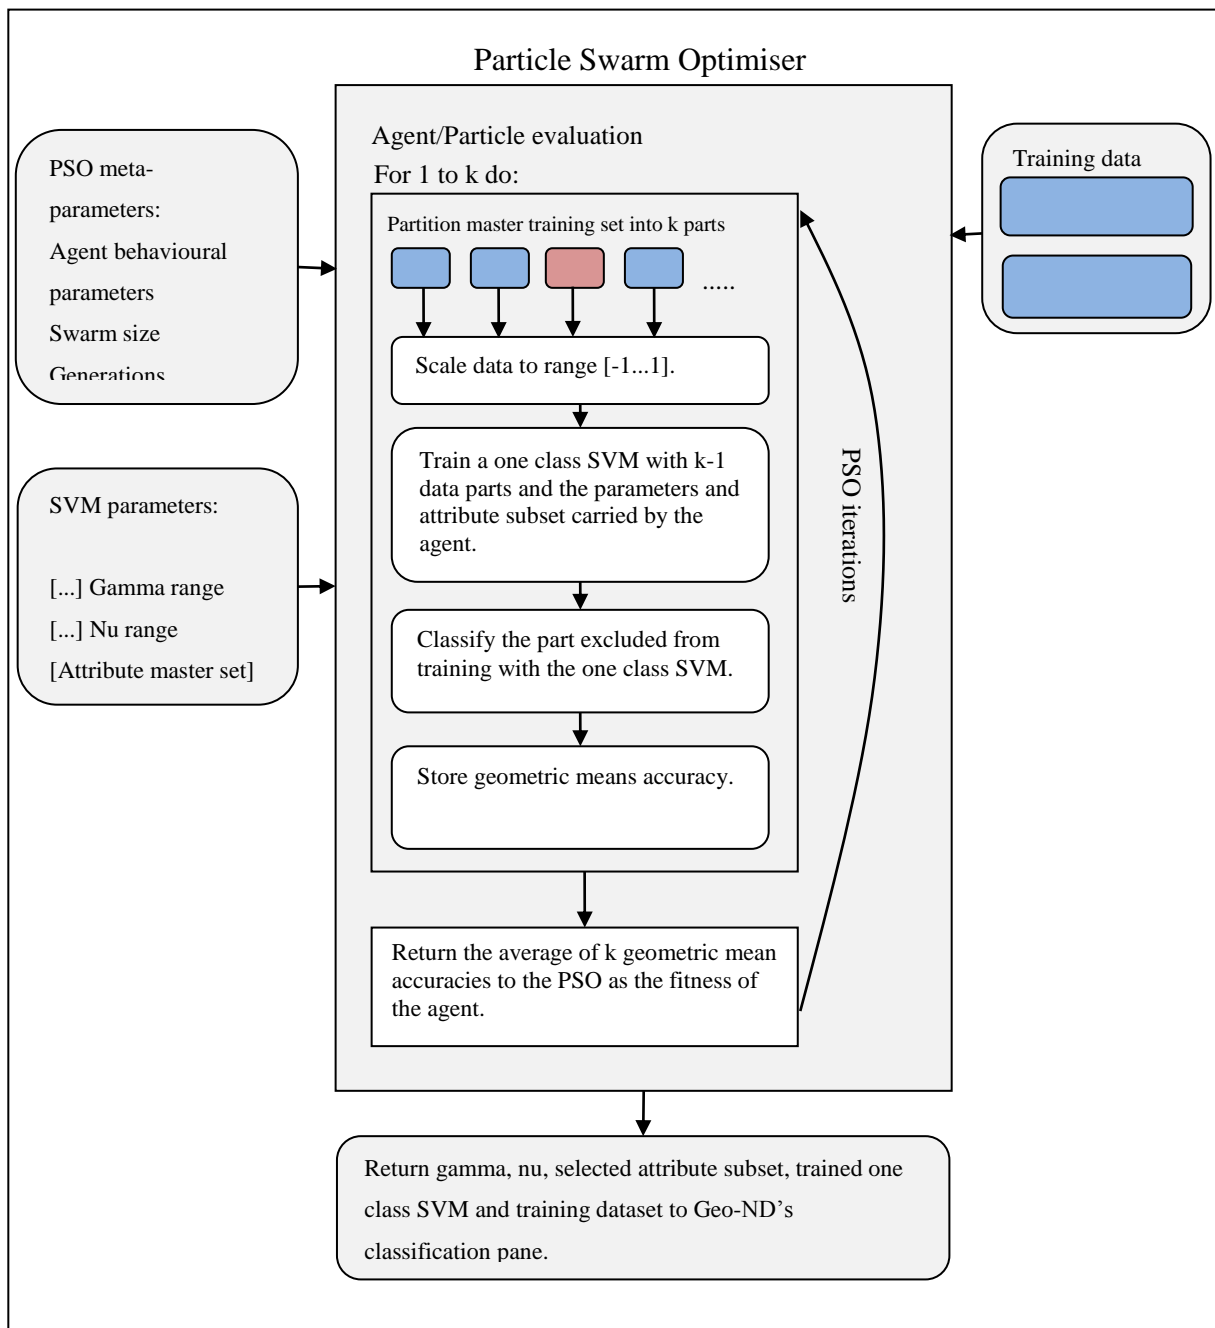 Particle Swarm Optimiser
PSO meta-
parameters:
Agent behavioural
parameters
Swarm size
Generations
SVM parameters:
[...] Gamma range
[...] Nu range
[Attribute master set]
Agent/Particle evaluation
For 1 to k do:
Partition master training set into k parts
.....
Scale data to range [-1...1].
Train a one class SVM with k-1
data parts and the parameters and
attribute subset carried by the
agent.
Classify the part excluded from
training with the one class SVM.
Store geometric means accuracy.
Return the average of k geometric mean
accuracies to the PSO as the fitness of
the agent.
PSO iterations
Training data
Return gamma, nu, selected attribute subset, trained one
class SVM and training dataset to Geo-ND’s
classification pane.